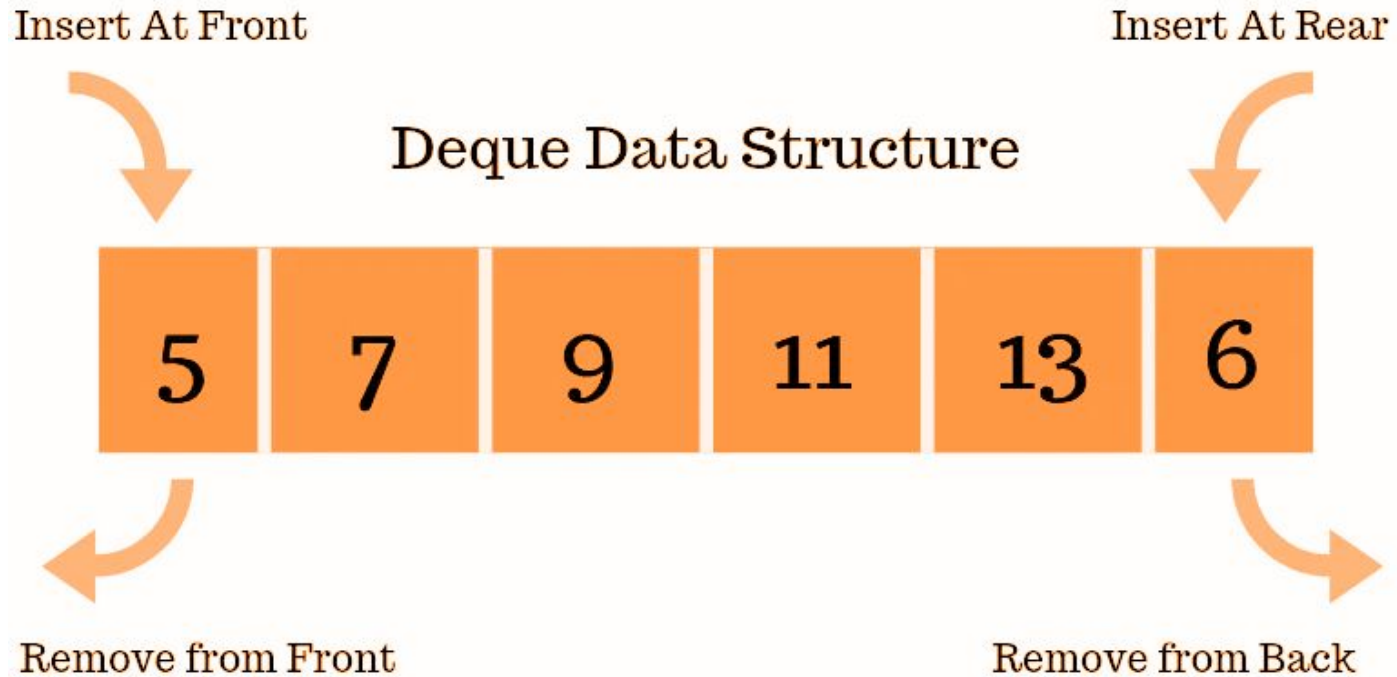 Insert At Front
Insert At Rear
Deque Data Structure
5 7 9 11 13 6
Remove from Front
Remove from Back